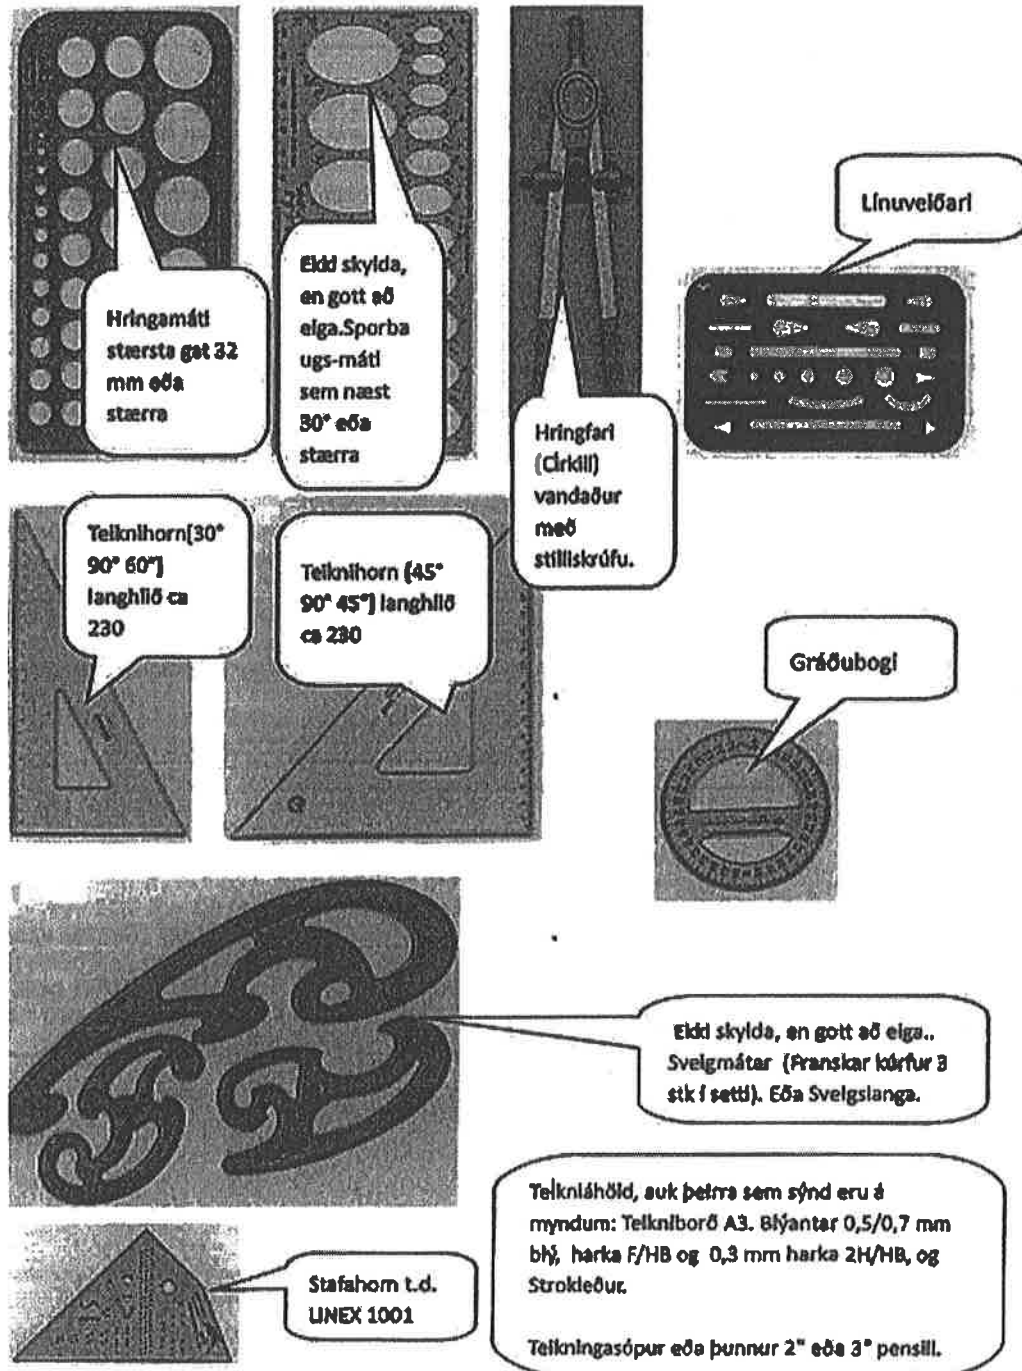 Hringamáti
stærsta gat 32
mm eða
stærra
Ekki skylda,
en gott að
eiga.Sporba
ugs-máti
sem næst
30° eða
stærra
Hringfari
(Cirkill)
vandaður
með
stilliskrúfu.
Línuveiðari
Teiknihorn[30°
90° 60°]
langhlið ca
230
Teiknihorn [45°
90° 45°] langhlið
ca 230
Gráðubogi
Ekki skylda, en gott að eiga..
Sveigmátar (Franskar kúrfur 3
stk í setti). Eða Sveigslanga.
Stafahorn t.d.
LINEX 1001
Teikniáhöld, auk þeirra sem sýnd eru á
myndum: Teikniborð A3. Blýantar 0,5/0,7 mm
blý, harka F/HB og 0,3 mm harka 2H/HB, og
Strokleður.
Teikningasópur eða þunnur 2" eða 3" pensill.